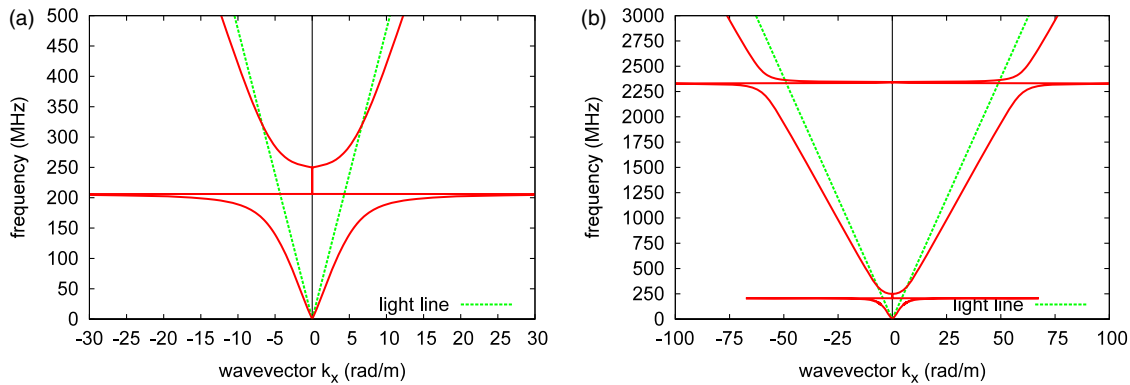 (a)
500
450
400
350
300
250
200
150
100
50
0
frequency (MHz)
light line
-30 -25 -20 -15 -10 -5 0 5 10 15 20 25 30
wavevector kx (rad/m)
(b)
3000
2750
2500
2250
2000
1750
1500
1250
1000
750
500
250
0
frequency (MHz)
light line
-100 -75 -50 -25 0 25 50 75 100
wavevector kx (rad/m)